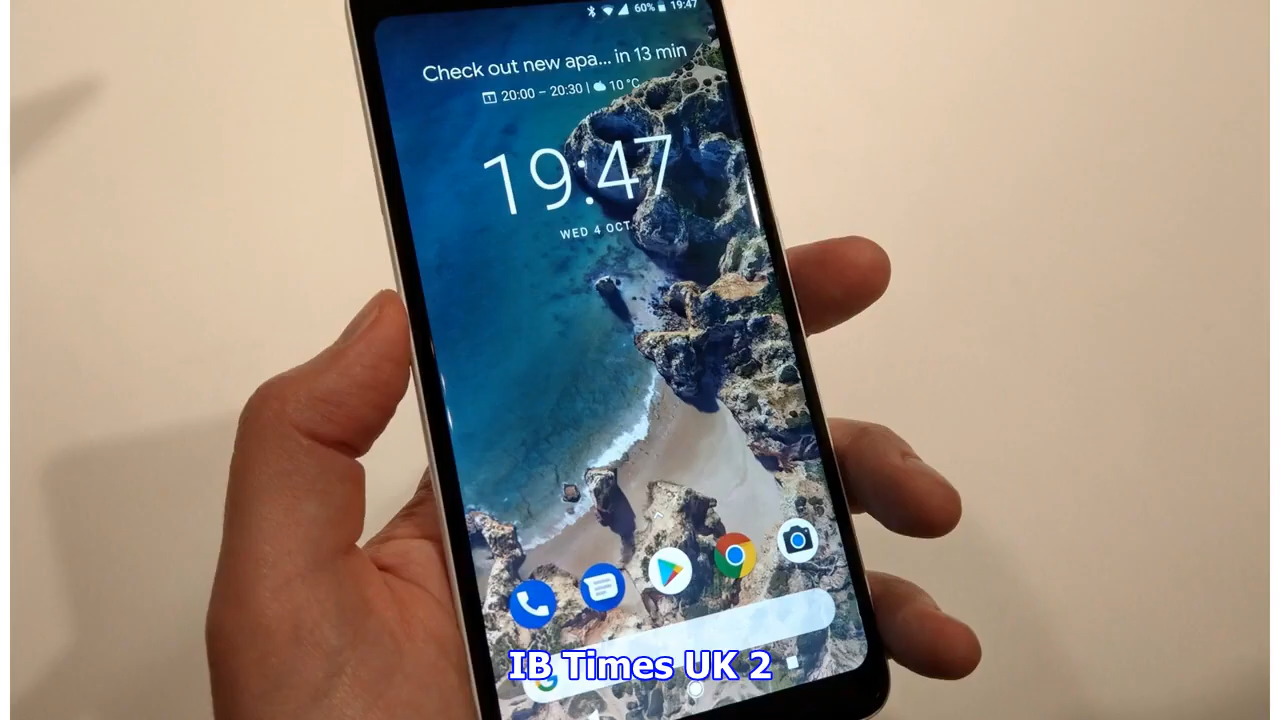 60% 19:47
Check out new apa... in 13 min
20:00 – 20:30 | 10 °C
19:47
WED 4 OCT
IB Times UK 2